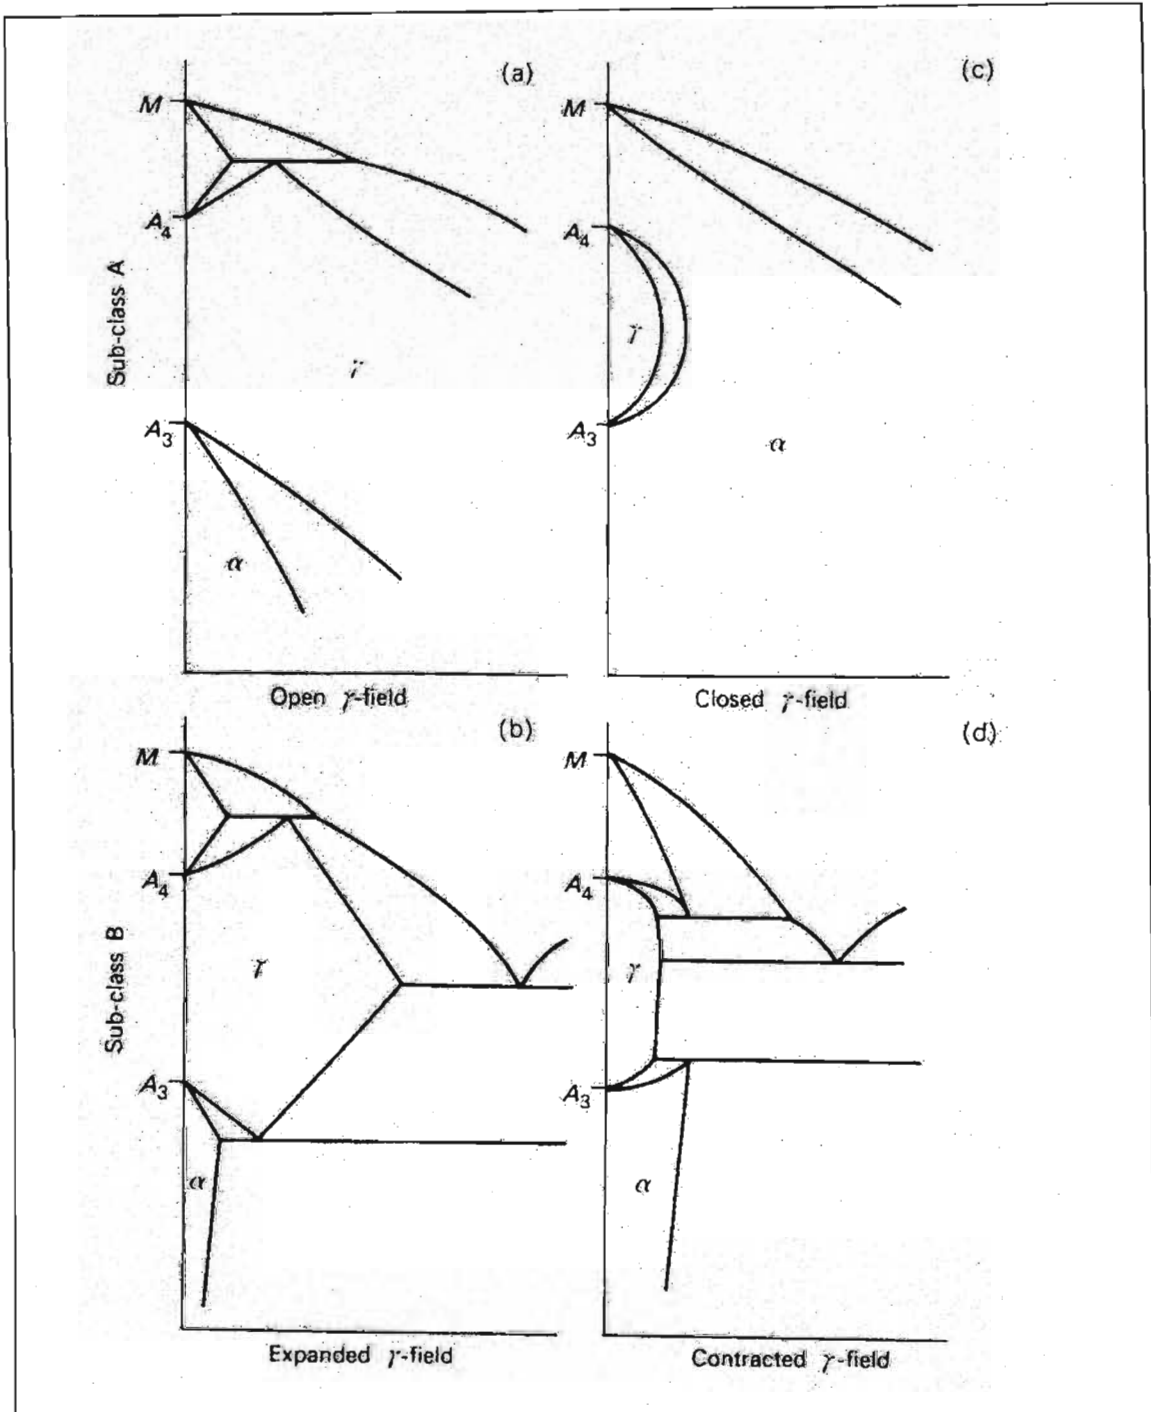 (a)
M
A4
Sub-class A
γ
A3
α
Open γ-field
(c)
M
A4
γ
A3
α
Closed γ-field
(b)
M
A4
Sub-class B
γ
A3
α
Expanded γ-field
(d)
M
A4
γ
A3
α
Contracted γ-field